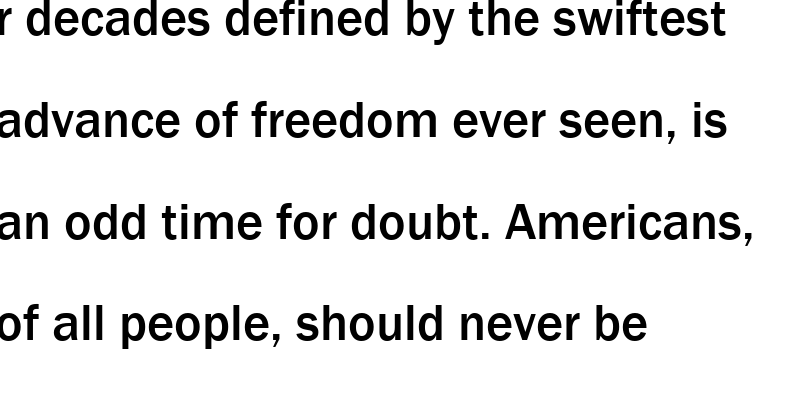 r decades defined by the swiftest
advance of freedom ever seen, is
an odd time for doubt. Americans,
of all people, should never be